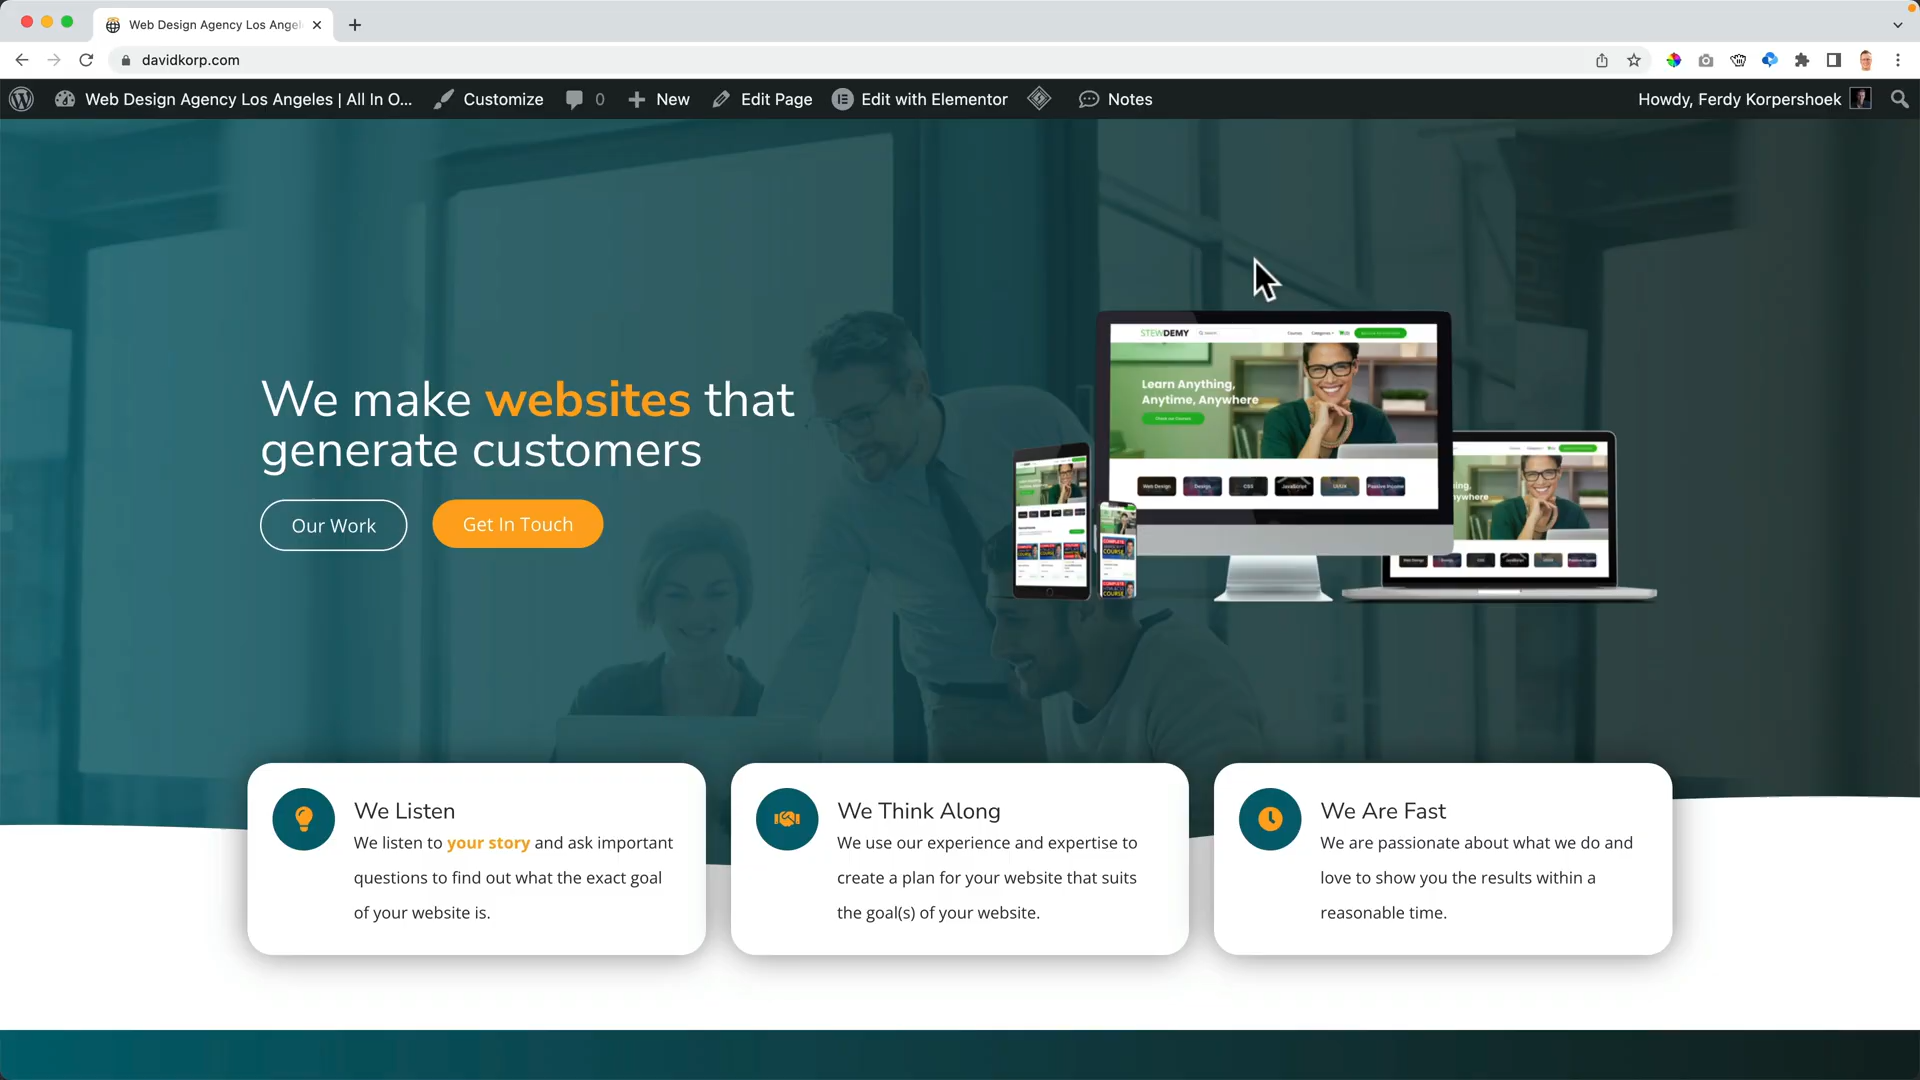 Web Design Agency Los Angel
davidkorp.com
Web Design Agency Los Angeles | All In O... Customize 0 New Edit Page Edit with Elementor Notes Howdy, Ferdy Korpershoek
We make websites that
generate customers
Our Work Get In Touch
STEWDEMY
Learn Anything,
Anytime, Anywhere
Web Design Design CSS JavaScript UI/UX Passive Income
We Listen
We listen to your story and ask important
questions to find out what the exact goal
of your website is.
We Think Along
We use our experience and expertise to
create a plan for your website that suits
the goal(s) of your website.
We Are Fast
We are passionate about what we do and
love to show you the results within a
reasonable time.